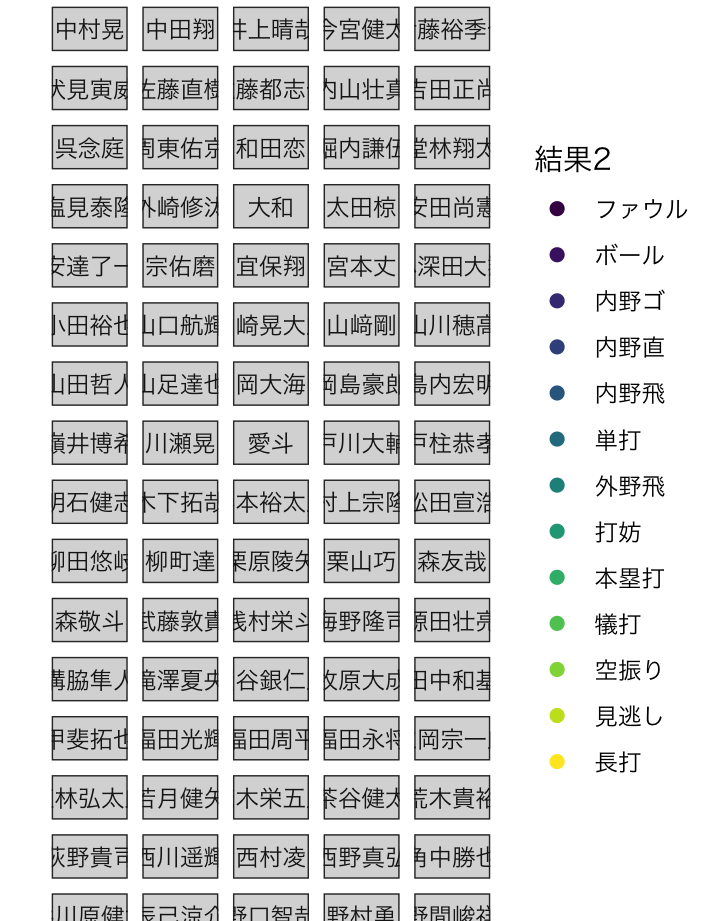 中村晃 中田翔 井上晴哉 今宮健太 藤裕季
伏見寅威 佐藤直樹 藤都志 内山壮真 吉田正尚
呉念庭 周東佑京 和田恋 堀内謙伍 堂林翔太
塩見泰隆 外崎修汰 大和 太田椋 安田尚憲
安達了一 宗佑磨 宜保翔 宮本丈 深田大
小田裕也 山口航輝 崎晃大 山﨑剛 山川穂高
山田哲人 山足達也 岡大海 岡島豪郎 島内宏明
嶺井博希 川瀬晃 愛斗 戸川大輔 戸柱恭孝
明石健志 木下拓哉 本裕太 村上宗隆 松田宣浩
柳田悠岐 柳町達 栗原陵矢 栗山巧 森友哉
森敬斗 武藤敦貴 浅村栄斗 海野隆司 源田壮亮
溝脇隼人 滝澤夏央 谷銀仁 牧原大成 田中和基
甲斐拓也 福田光輝 福田周平 福田永将 岡宗一
林弘太 若月健矢 木栄五 茶谷健太 荒木貴裕
荻野貴司 西川遥輝 西村凌 西野真弘 角中勝也
川原健 辰己涼介 野口智哉 野村勇 野間峻祥
結果2
ファウル
ボール
内野ゴ
内野直
内野飛
単打
外野飛
打妨
本塁打
犠打
空振り
見逃し
長打